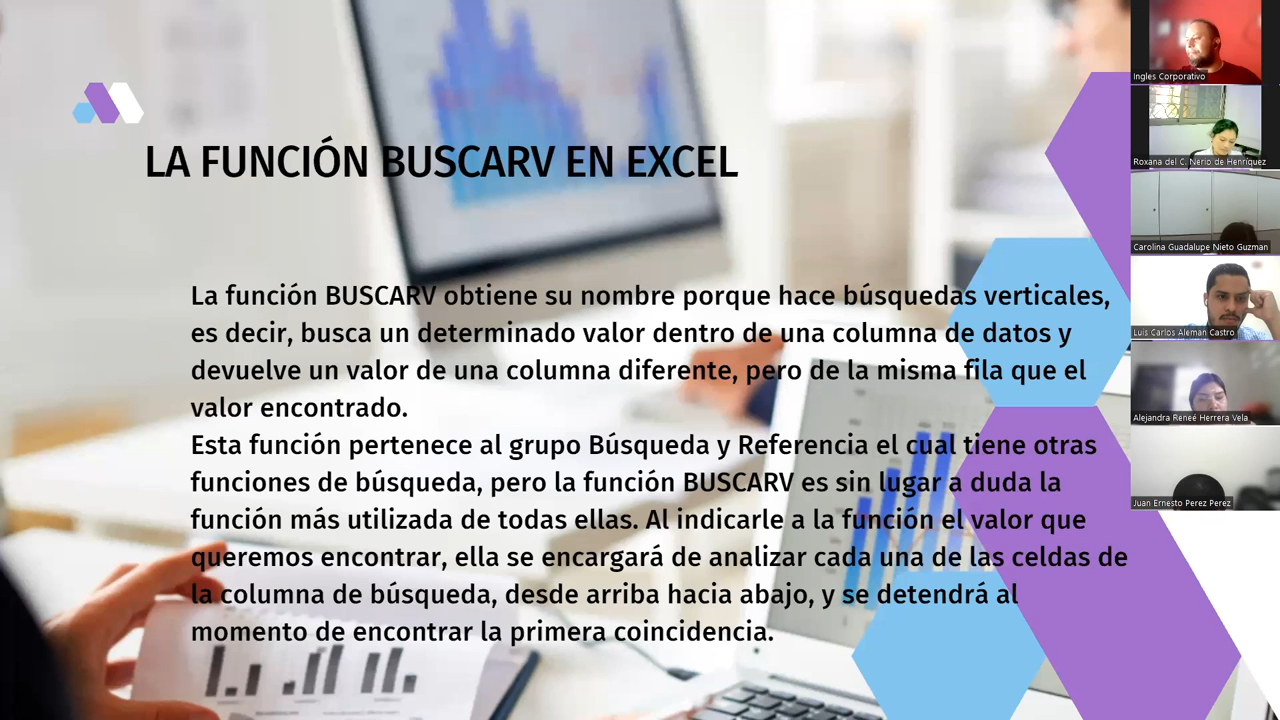 LA FUNCIÓN BUSCARV EN EXCEL
La función BUSCARV obtiene su nombre porque hace búsquedas verticales,
es decir, busca un determinado valor dentro de una columna de datos y
devuelve un valor de una columna diferente, pero de la misma fila que el
valor encontrado.
Esta función pertenece al grupo Búsqueda y Referencia el cual tiene otras
funciones de búsqueda, pero la función BUSCARV es sin lugar a duda la
función más utilizada de todas ellas. Al indicarle a la función el valor que
queremos encontrar, ella se encargará de analizar cada una de las celdas de
la columna de búsqueda, desde arriba hacia abajo, y se detendrá al
momento de encontrar la primera coincidencia.
Ingles Corporativo
Roxana del C. Nerio de Henríquez
Carolina Guadalupe Nieto Guzman
Luis Carlos Aleman Castro
Alejandra Reneé Herrera Vela
Juan Ernesto Perez Perez